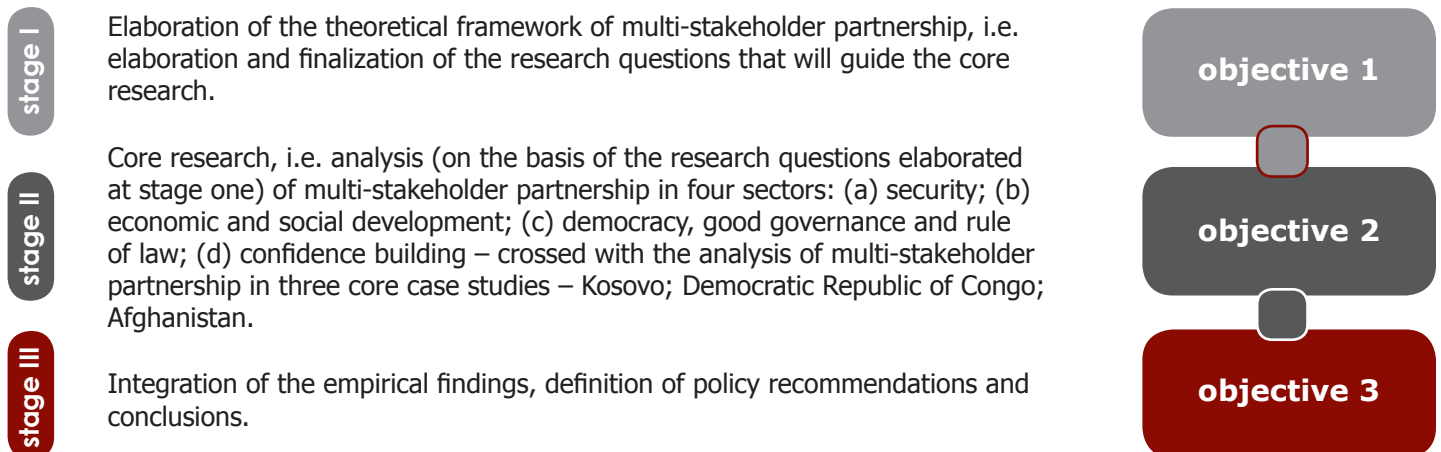 stage I
Elaboration of the theoretical framework of multi-stakeholder partnership, i.e.
elaboration and finalization of the research questions that will guide the core
research.
objective 1
stage II
Core research, i.e. analysis (on the basis of the research questions elaborated
at stage one) of multi-stakeholder partnership in four sectors: (a) security; (b)
economic and social development; (c) democracy, good governance and rule
of law; (d) confidence building – crossed with the analysis of multi-stakeholder
partnership in three core case studies – Kosovo; Democratic Republic of Congo;
Afghanistan.
objective 2
stage III
Integration of the empirical findings, definition of policy recommendations and
conclusions.
objective 3